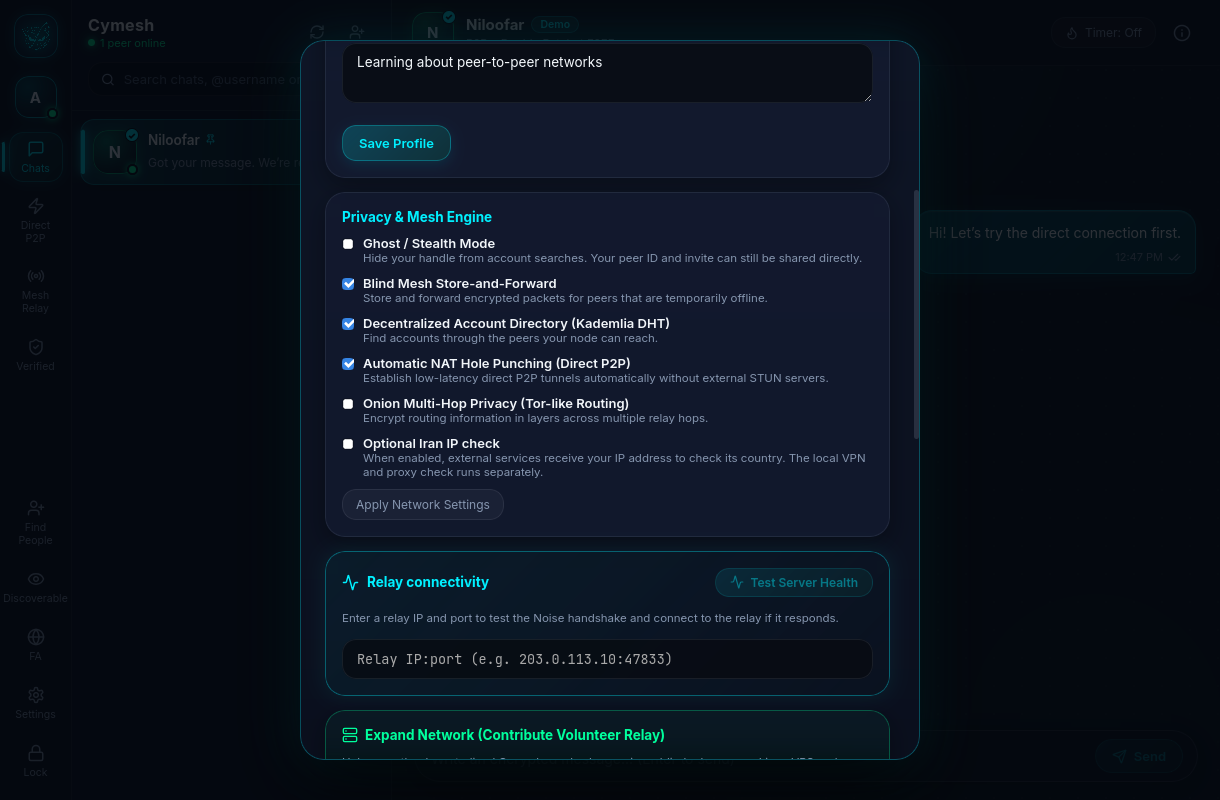 Cymesh
1 peer online
Search chats, @username o
N
Niloofar
Demo
Timer: Off
A
Chats
Direct
P2P
Mesh
Relay
Verified
Find
People
Discoverable
FA
Settings
Lock
N
Niloofar
Got your message. We're r
Hi! Let's try the direct connection first.
12:47 PM
Send
Learning about peer-to-peer networks
Save Profile
Privacy & Mesh Engine
Ghost / Stealth Mode
Hide your handle from account searches. Your peer ID and invite can still be shared directly.
Blind Mesh Store-and-Forward
Store and forward encrypted packets for peers that are temporarily offline.
Decentralized Account Directory (Kademlia DHT)
Find accounts through the peers your node can reach.
Automatic NAT Hole Punching (Direct P2P)
Establish low-latency direct P2P tunnels automatically without external STUN servers.
Onion Multi-Hop Privacy (Tor-like Routing)
Encrypt routing information in layers across multiple relay hops.
Optional Iran IP check
When enabled, external services receive your IP address to check its country. The local VPN
and proxy check runs separately.
Apply Network Settings
Relay connectivity
Test Server Health
Enter a relay IP and port to test the Noise handshake and connect to the relay if it responds.
Relay IP:port (e.g. 203.0.113.10:47833)
Expand Network (Contribute Volunteer Relay)